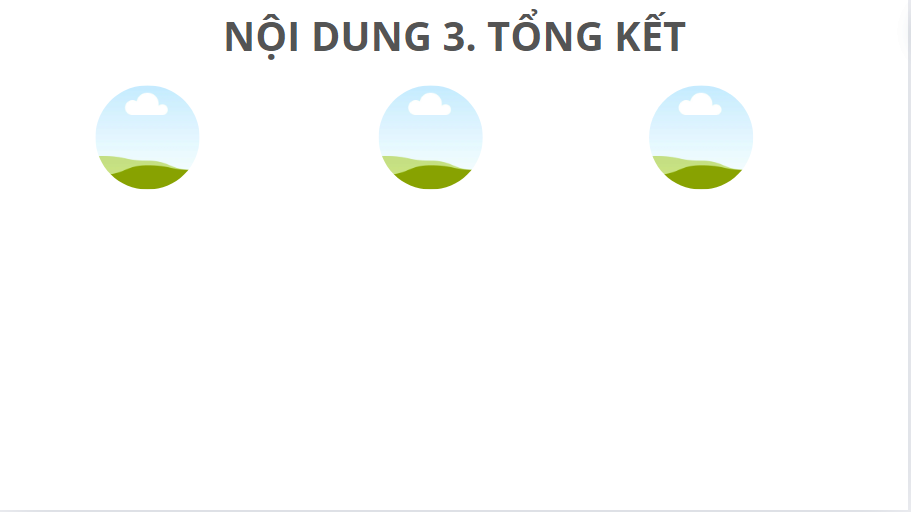 NỘI DUNG 3. TỔNG KẾT